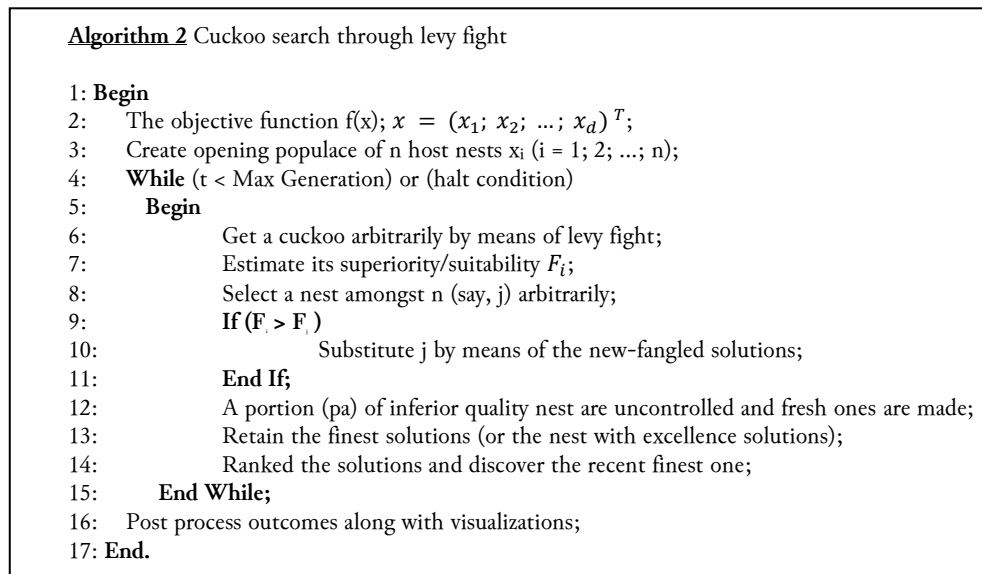 Algorithm 2 Cuckoo search through levy fight
1: Begin
2: The objective function f(x); x = (x₁; x₂; …; x_d) ᵀ;
3: Create opening populace of n host nests xᵢ (i = 1; 2; …; n);
4: While (t < Max Generation) or (halt condition)
5: Begin
6: Get a cuckoo arbitrarily by means of levy fight;
7: Estimate its superiority/suitability Fᵢ;
8: Select a nest amongst n (say, j) arbitrarily;
9: If (F > F )
10: Substitute j by means of the new-fangled solutions;
11: End If;
12: A portion (pa) of inferior quality nest are uncontrolled and fresh ones are made;
13: Retain the finest solutions (or the nest with excellence solutions);
14: Ranked the solutions and discover the recent finest one;
15: End While;
16: Post process outcomes along with visualizations;
17: End.